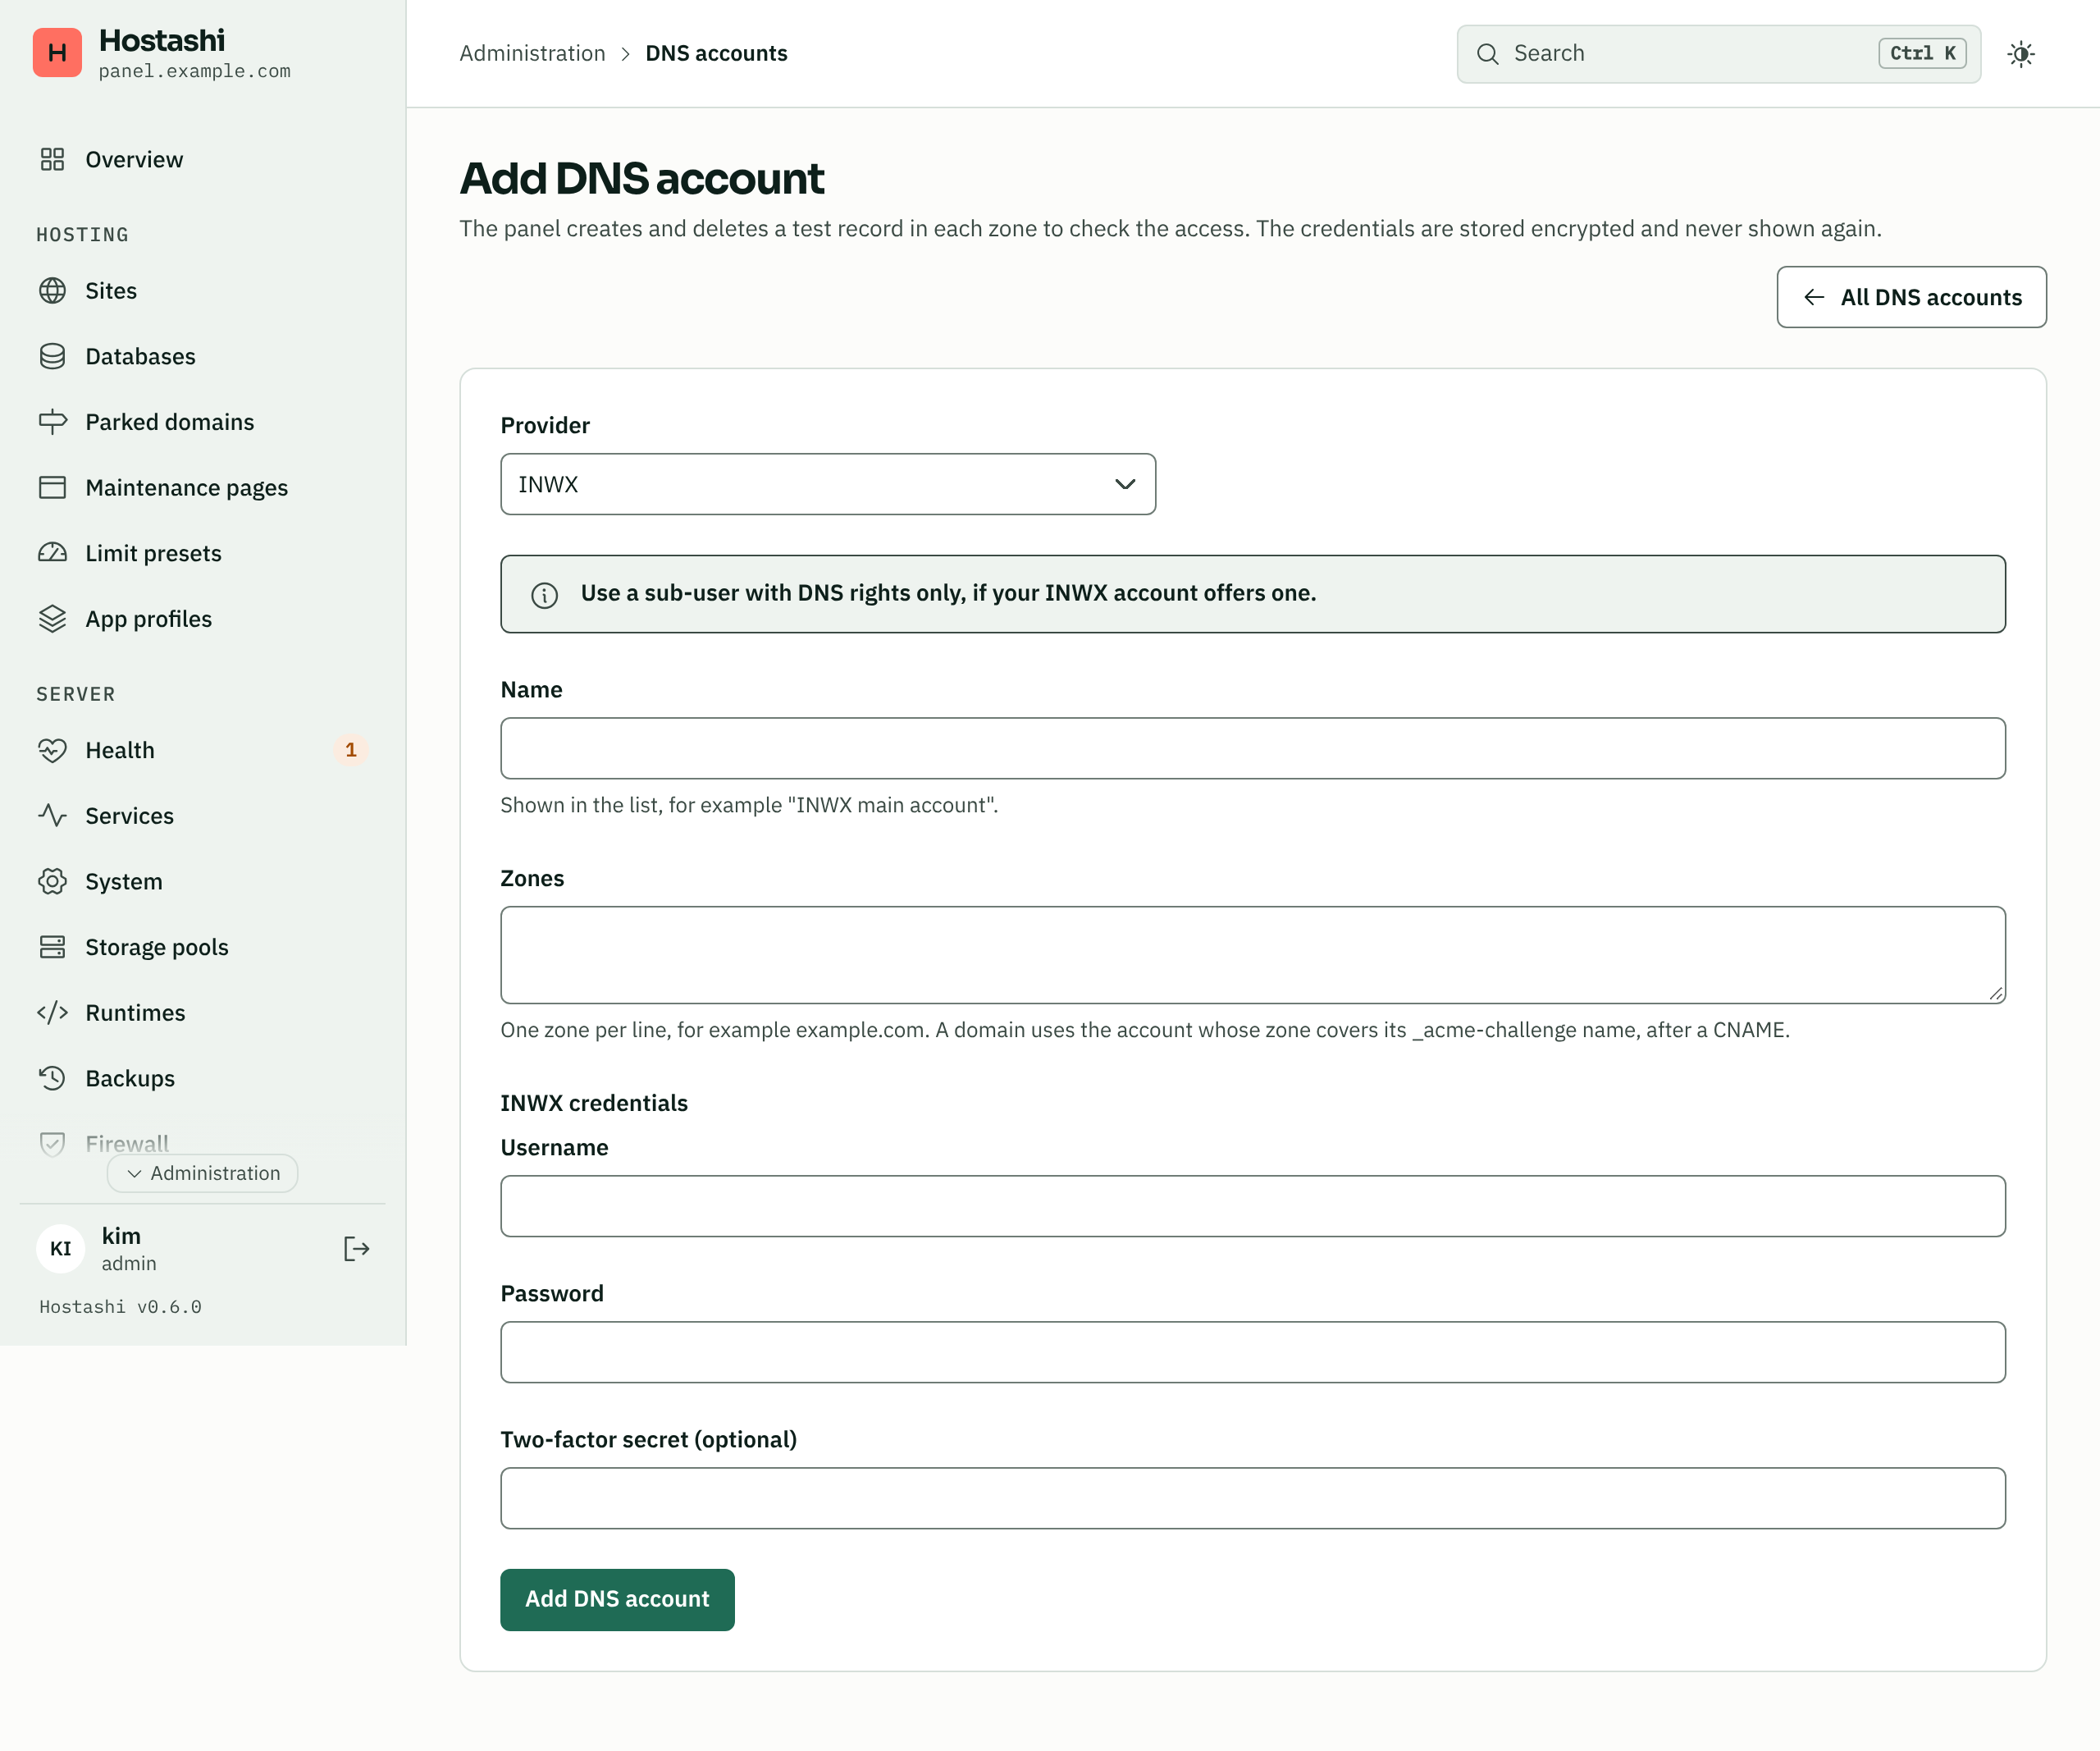 H
Hostashi
panel.example.com
Overview
HOSTING
Sites
Databases
Parked domains
Maintenance pages
Limit presets
App profiles
SERVER
Health 1
Services
System
Storage pools
Runtimes
Backups
Firewall
Administration
KI
kim
admin
Hostashi v0.6.0
Administration > DNS accounts
Search Ctrl K
Add DNS account
The panel creates and deletes a test record in each zone to check the access. The credentials are stored encrypted and never shown again.
← All DNS accounts
Provider
INWX
Use a sub-user with DNS rights only, if your INWX account offers one.
Name
Shown in the list, for example "INWX main account".
Zones
One zone per line, for example example.com. A domain uses the account whose zone covers its _acme-challenge name, after a CNAME.
INWX credentials
Username
Password
Two-factor secret (optional)
Add DNS account